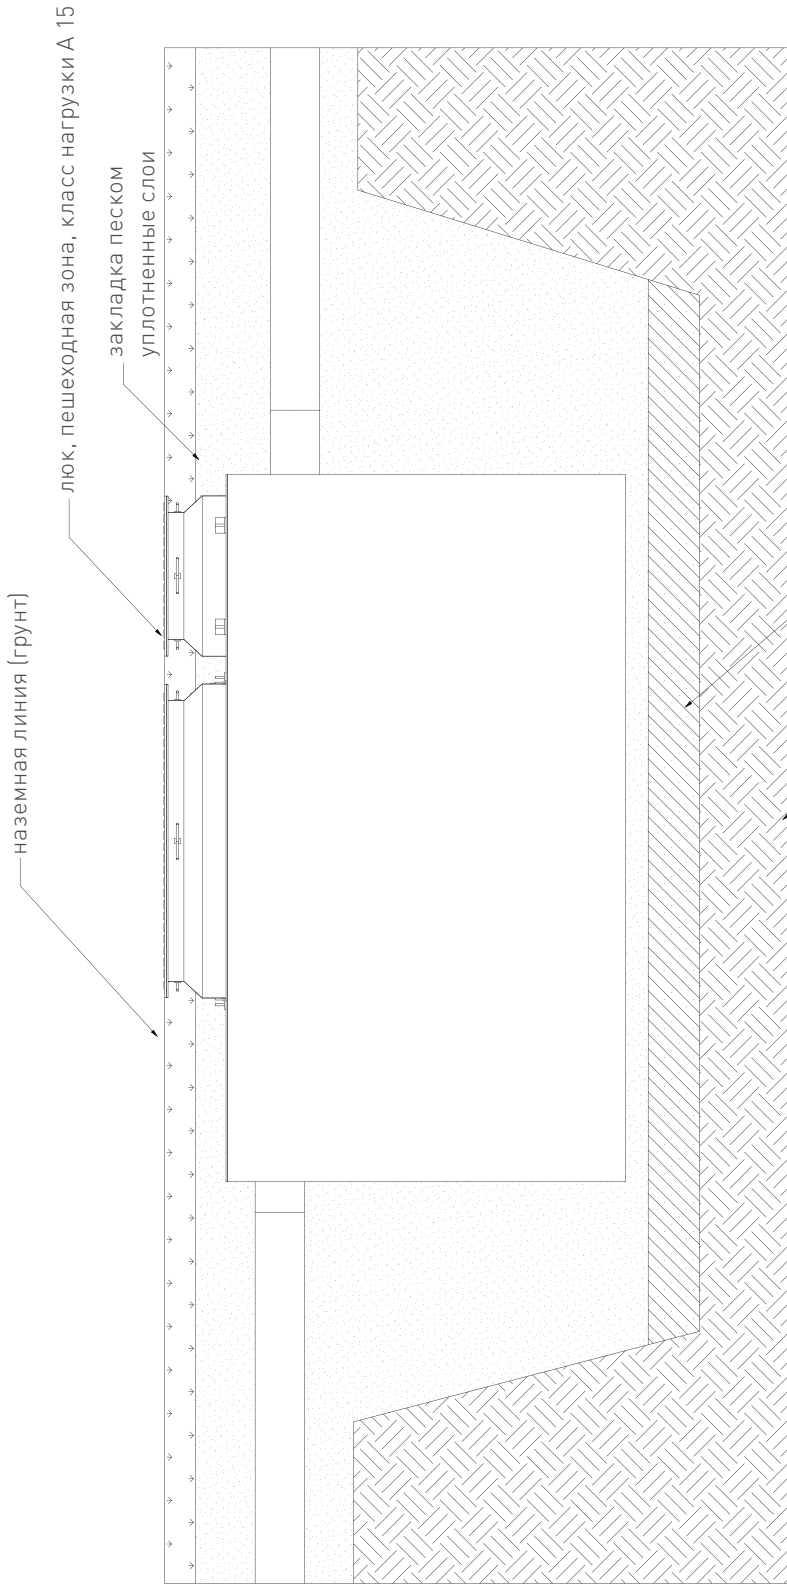 наземная линия (грунт)
люк, пешеходная зона, класс нагрузки А 15
закладка песком
уплотненные слои